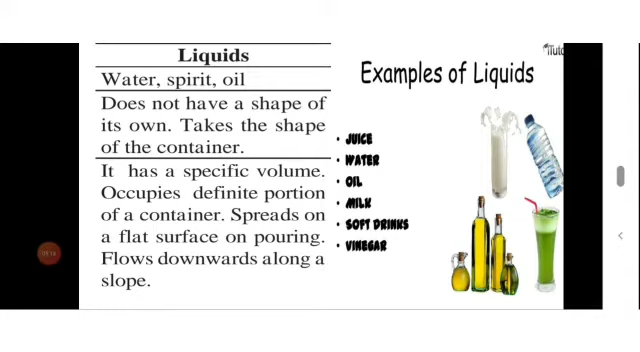 Liquids
Water, spirit, oil
Does not have a shape of
its own. Takes the shape
of the container.
It has a specific volume.
Occupies definite portion
of a container. Spreads on
a flat surface on pouring.
Flows downwards along a
slope.
iTuto
Examples of Liquids
• JUICE
• WATER
• OIL
• MILK
• SOFT DRINKS
• VINEGAR